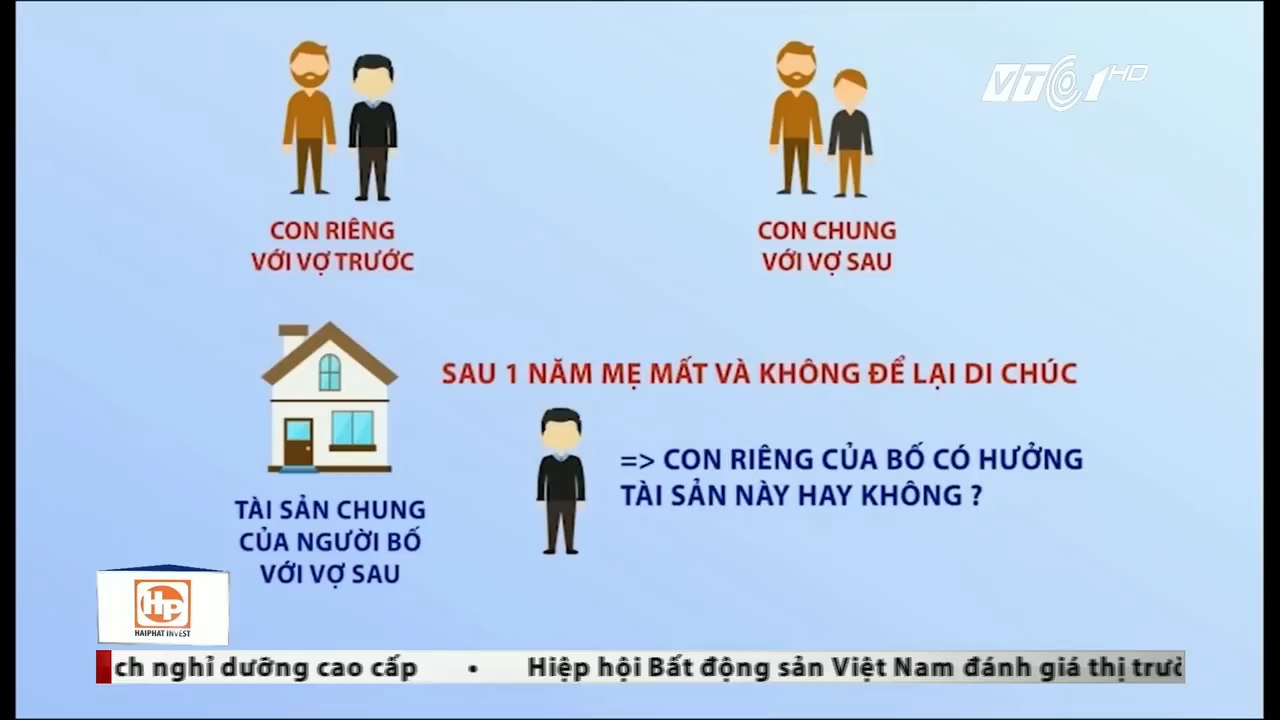 VTC1 HD
CON RIÊNG
VỚI VỢ TRƯỚC
CON CHUNG
VỚI VỢ SAU
SAU 1 NĂM MẸ MẤT VÀ KHÔNG ĐỂ LẠI DI CHÚC
=> CON RIÊNG CỦA BỐ CÓ HƯỞNG
TÀI SẢN NÀY HAY KHÔNG ?
TÀI SẢN CHUNG
CỦA NGƯỜI BỐ
VỚI VỢ SAU
Hp
HAIPHAT INVEST
ch nghỉ dưỡng cao cấp • Hiệp hội Bất động sản Việt Nam đánh giá thị trườ